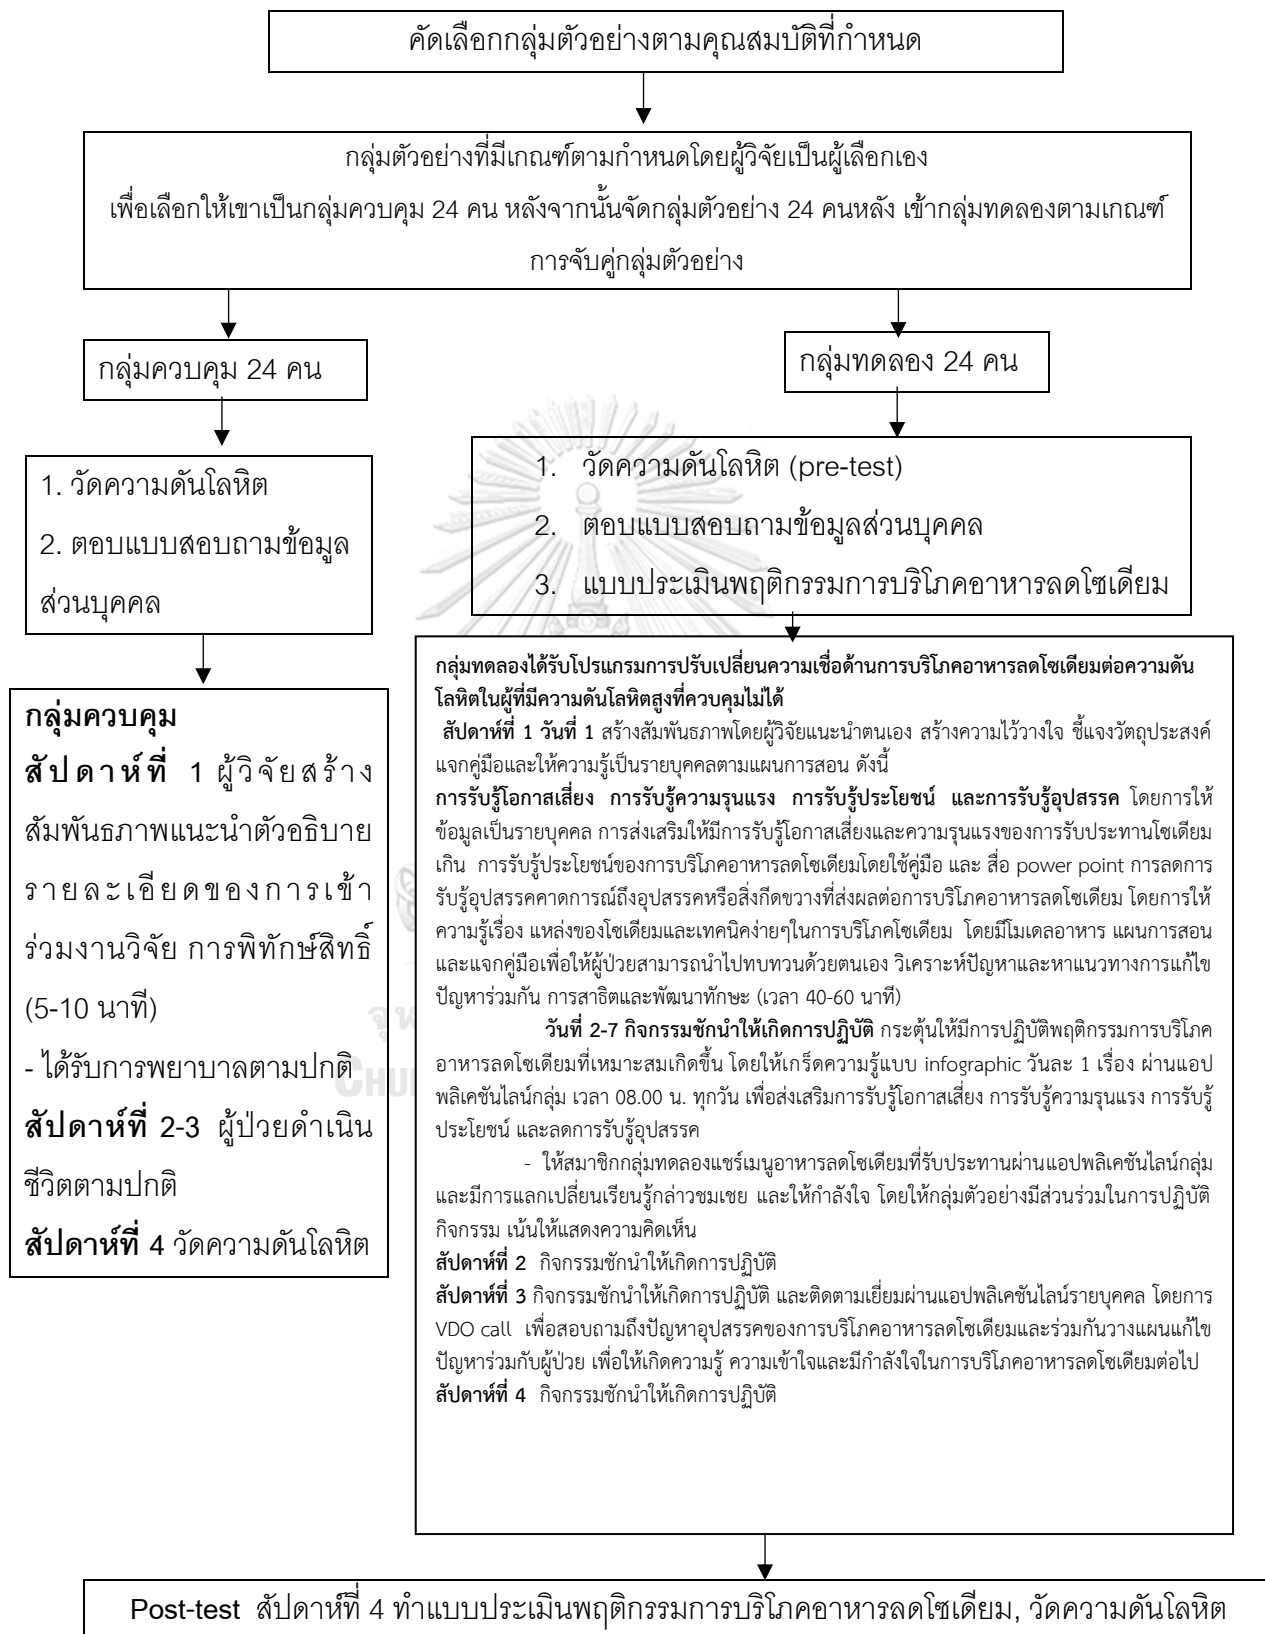 คัดเลือกกลุ่มตัวอย่างตามคุณสมบัติที่กำหนด
กลุ่มตัวอย่างที่มีเกณฑ์ตามกำหนดโดยผู้วิจัยเป็นผู้เลือกเอง
เพื่อเลือกให้เขาเป็นกลุ่มควบคุม 24 คน หลังจากนั้นจัดกลุ่มตัวอย่าง 24 คนหลัง เข้ากลุ่มทดลองตามเกณฑ์
การจับคู่กลุ่มตัวอย่าง
กลุ่มควบคุม 24 คน
กลุ่มทดลอง 24 คน
1. วัดความดันโลหิต
2. ตอบแบบสอบถามข้อมูล
ส่วนบุคคล
1. วัดความดันโลหิต (pre-test)
2. ตอบแบบสอบถามข้อมูลส่วนบุคคล
3. แบบประเมินพฤติกรรมการบริโภคอาหารลดโซเดียม
กลุ่มควบคุม
สัปดาห์ที่ 1 ผู้วิจัยสร้าง
สัมพันธภาพแนะนำตัวอธิบาย
รายละเอียดของการเข้า
ร่วมงานวิจัย การพิทักษ์สิทธิ์
(5-10 นาที)
- ได้รับการพยาบาลตามปกติ
สัปดาห์ที่ 2-3 ผู้ป่วยดำเนิน
ชีวิตตามปกติ
สัปดาห์ที่ 4 วัดความดันโลหิต
กลุ่มทดลองได้รับโปรแกรมการปรับเปลี่ยนความเชื่อด้านการบริโภคอาหารลดโซเดียมต่อความดัน
โลหิตในผู้ที่มีความดันโลหิตสูงที่ควบคุมไม่ได้
สัปดาห์ที่ 1 วันที่ 1 สร้างสัมพันธภาพโดยผู้วิจัยแนะนำตนเอง สร้างความไว้วางใจ ชี้แจงวัตถุประสงค์
แจกคู่มือและให้ความรู้เป็นรายบุคคลตามแผนการสอน ดังนี้
การรับรู้โอกาสเสี่ยง การรับรู้ความรุนแรง การรับรู้ประโยชน์ และการรับรู้อุปสรรค โดยการให้
ข้อมูลเป็นรายบุคคล การส่งเสริมให้มีการรับรู้โอกาสเสี่ยงและความรุนแรงของการรับประทานโซเดียม
เกิน การรับรู้ประโยชน์ของการบริโภคอาหารลดโซเดียมโดยใช้คู่มือ และ สื่อ power point การลดการ
รับรู้อุปสรรคคาดการณ์ถึงอุปสรรคหรือสิ่งกีดขวางที่ส่งผลต่อการบริโภคอาหารลดโซเดียม โดยการให้
ความรู้เรื่อง แหล่งของโซเดียมและเทคนิคง่ายๆในการบริโภคโซเดียม โดยมีโมเดลอาหาร แผนการสอน
และแจกคู่มือเพื่อให้ผู้ป่วยสามารถนำไปทบทวนด้วยตนเอง วิเคราะห์ปัญหาและหาแนวทางการแก้ไข
ปัญหาร่วมกัน การสาธิตและพัฒนาทักษะ (เวลา 40-60 นาที)
วันที่ 2-7 กิจกรรมชักนำให้เกิดการปฏิบัติ กระตุ้นให้มีการปฏิบัติพฤติกรรมการบริโภค
อาหารลดโซเดียมที่เหมาะสมเกิดขึ้น โดยให้เกร็ดความรู้แบบ infographic วันละ 1 เรื่อง ผ่านแอป
พลิเคชันไลน์กลุ่ม เวลา 08.00 น. ทุกวัน เพื่อส่งเสริมการรับรู้โอกาสเสี่ยง การรับรู้ความรุนแรง การรับรู้
ประโยชน์ และลดการรับรู้อุปสรรค
- ให้สมาชิกกลุ่มทดลองแชร์เมนูอาหารลดโซเดียมที่รับประทานผ่านแอปพลิเคชันไลน์กลุ่ม
และมีการแลกเปลี่ยนเรียนรู้กล่าวชมเชย และให้กำลังใจ โดยให้กลุ่มตัวอย่างมีส่วนร่วมในการปฏิบัติ
กิจกรรม เน้นให้แสดงความคิดเห็น
สัปดาห์ที่ 2 กิจกรรมชักนำให้เกิดการปฏิบัติ
สัปดาห์ที่ 3 กิจกรรมชักนำให้เกิดการปฏิบัติ และติดตามเยี่ยมผ่านแอปพลิเคชันไลน์รายบุคคล โดยการ
VDO call เพื่อสอบถามถึงปัญหาอุปสรรคของการบริโภคอาหารลดโซเดียมและร่วมกันวางแผนแก้ไข
ปัญหาร่วมกับผู้ป่วย เพื่อให้เกิดความรู้ ความเข้าใจและมีกำลังใจในการบริโภคอาหารลดโซเดียมต่อไป
สัปดาห์ที่ 4 กิจกรรมชักนำให้เกิดการปฏิบัติ
Post-test สัปดาห์ที่ 4 ทำแบบประเมินพฤติกรรมการบริโภคอาหารลดโซเดียม, วัดความดันโลหิต